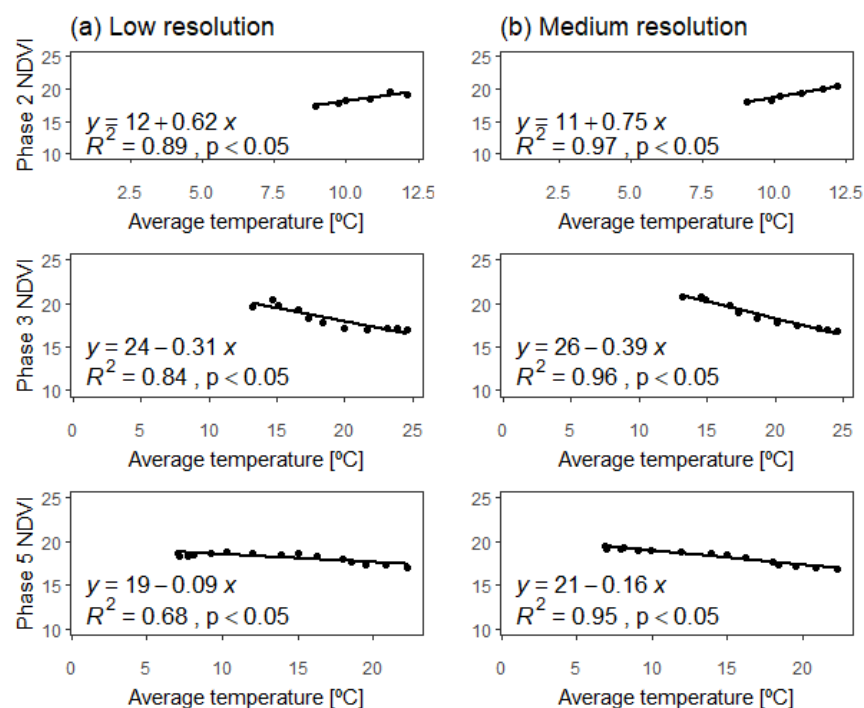 (a) Low resolution
(b) Medium resolution
Phase 2 NDVI
25
20
15
10
y = 12 + 0.62 x
R² = 0.89 , p < 0.05
2.5 5.0 7.5 10.0 12.5
Average temperature [ºC]
25
20
15
10
y = 11 + 0.75 x
R² = 0.97 , p < 0.05
2.5 5.0 7.5 10.0 12.5
Average temperature [ºC]
Phase 3 NDVI
25
20
15
10
y = 24 − 0.31 x
R² = 0.84 , p < 0.05
0 5 10 15 20 25
Average temperature [ºC]
25
20
15
10
y = 26 − 0.39 x
R² = 0.96 , p < 0.05
0 5 10 15 20 25
Average temperature [ºC]
Phase 5 NDVI
25
20
15
10
y = 19 − 0.09 x
R² = 0.68 , p < 0.05
0 5 10 15 20
Average temperature [ºC]
25
20
15
10
y = 21 − 0.16 x
R² = 0.95 , p < 0.05
0 5 10 15 20
Average temperature [ºC]